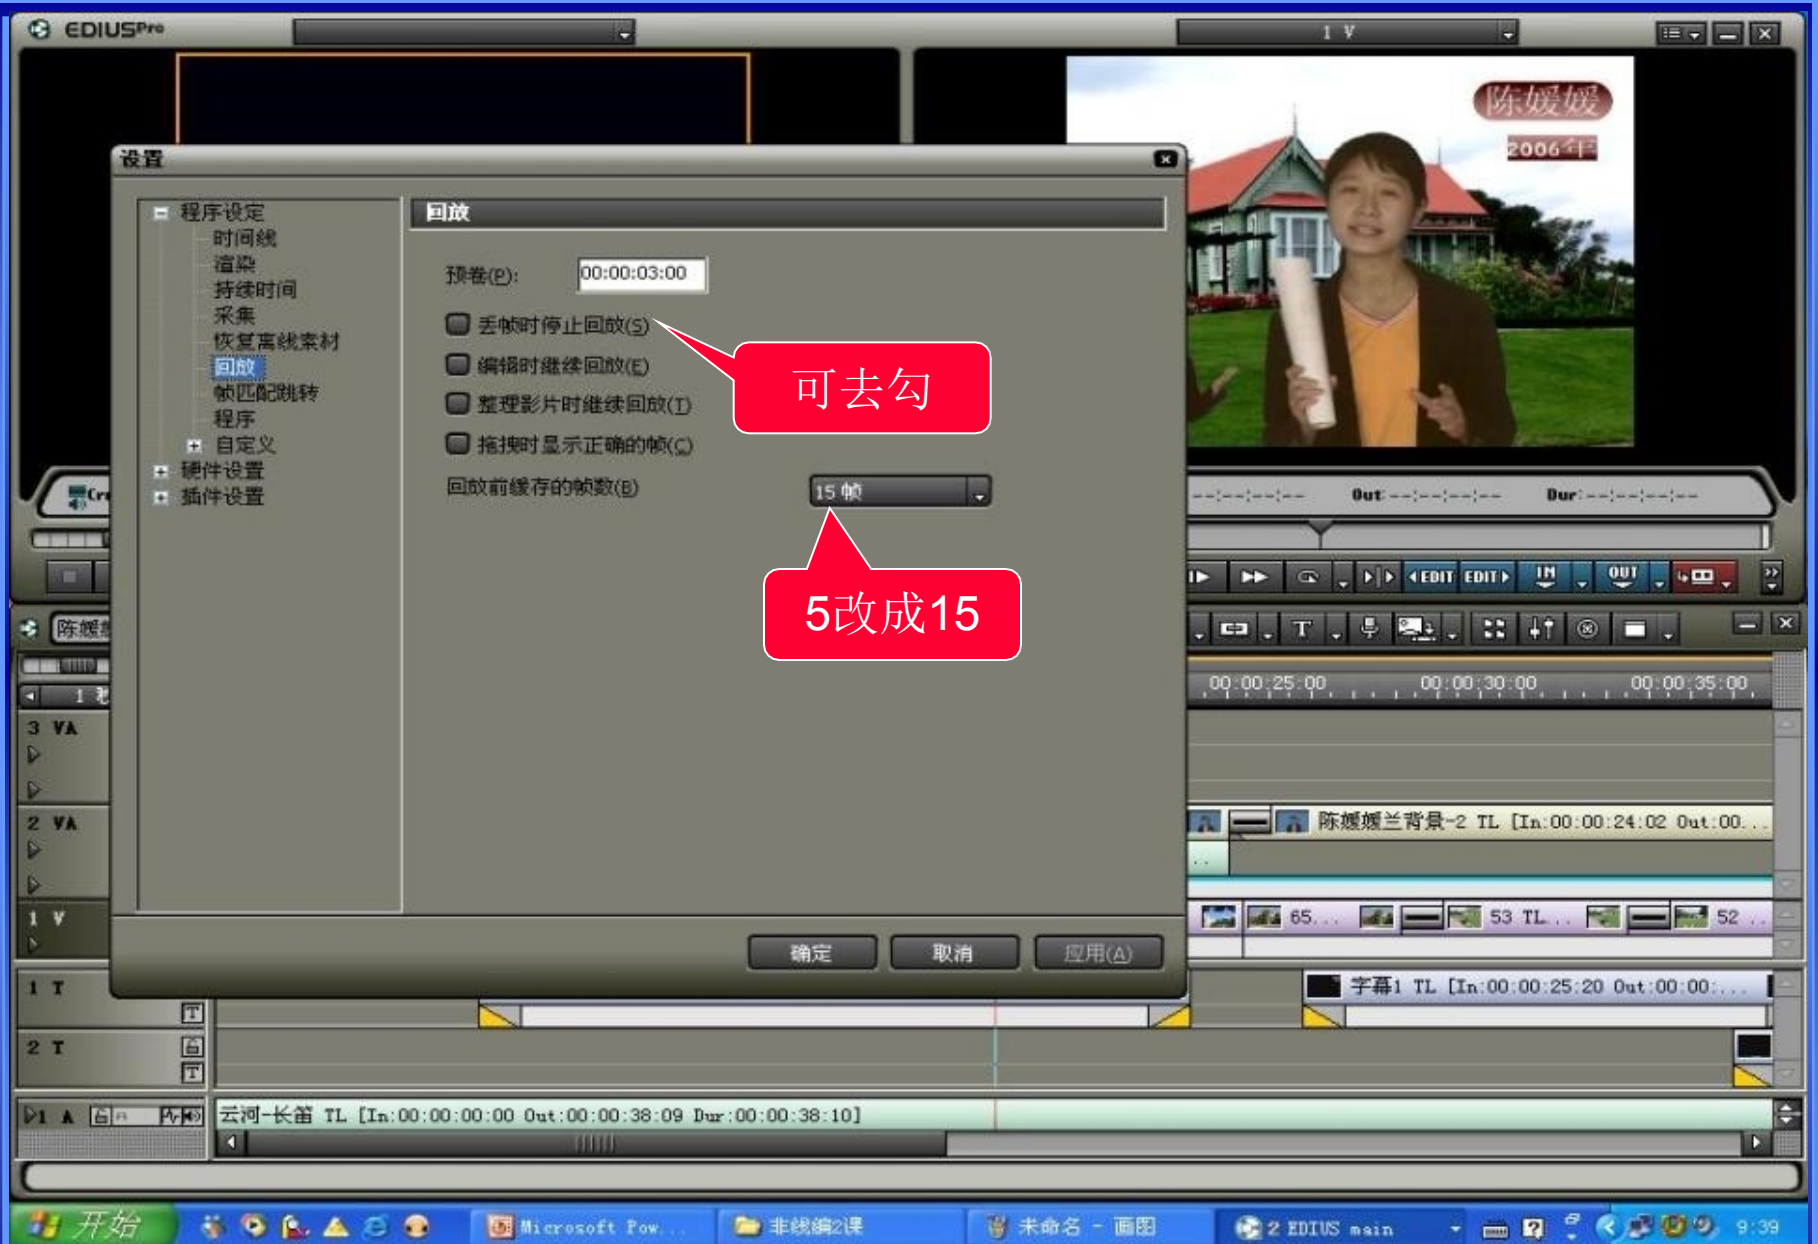 EDIUSPro
1 V
陈媛媛
2006年
设置
程序设定
时间线
渲染
持续时间
采集
恢复离线素材
回放
帧匹配跳转
程序
自定义
硬件设置
插件设置
回放
预卷(P):
00:00:03:00
丢帧时停止回放(S)
编辑时继续回放(E)
整理影片时继续回放(T)
拖拽时显示正确的帧(C)
回放前缓存的帧数(B)
15 帧
可去勾
5改成15
确定
取消
应用(A)
--:--:--:--
Out:--:--:--:--
Dur:--:--:--:--
EDIT
EDIT
IN
OUT
陈媛
T
00:00:25:00
00:00:30:00
00:00:35:00
3 VA
2 VA
陈媛媛兰背景-2 TL [In:00:00:24:02 Out:00...
1 V
65...
53 TL...
52 ..
1 T
字幕1 TL [In:00:00:25:20 Out:00:00:...
T
2 T
T
1 A
云河-长笛 TL [In:00:00:00:00 Out:00:00:38:09 Dur:00:00:38:10]
开始
Microsoft Pow...
非线编2课
未命名 - 画图
2 EDIUS main
9:39